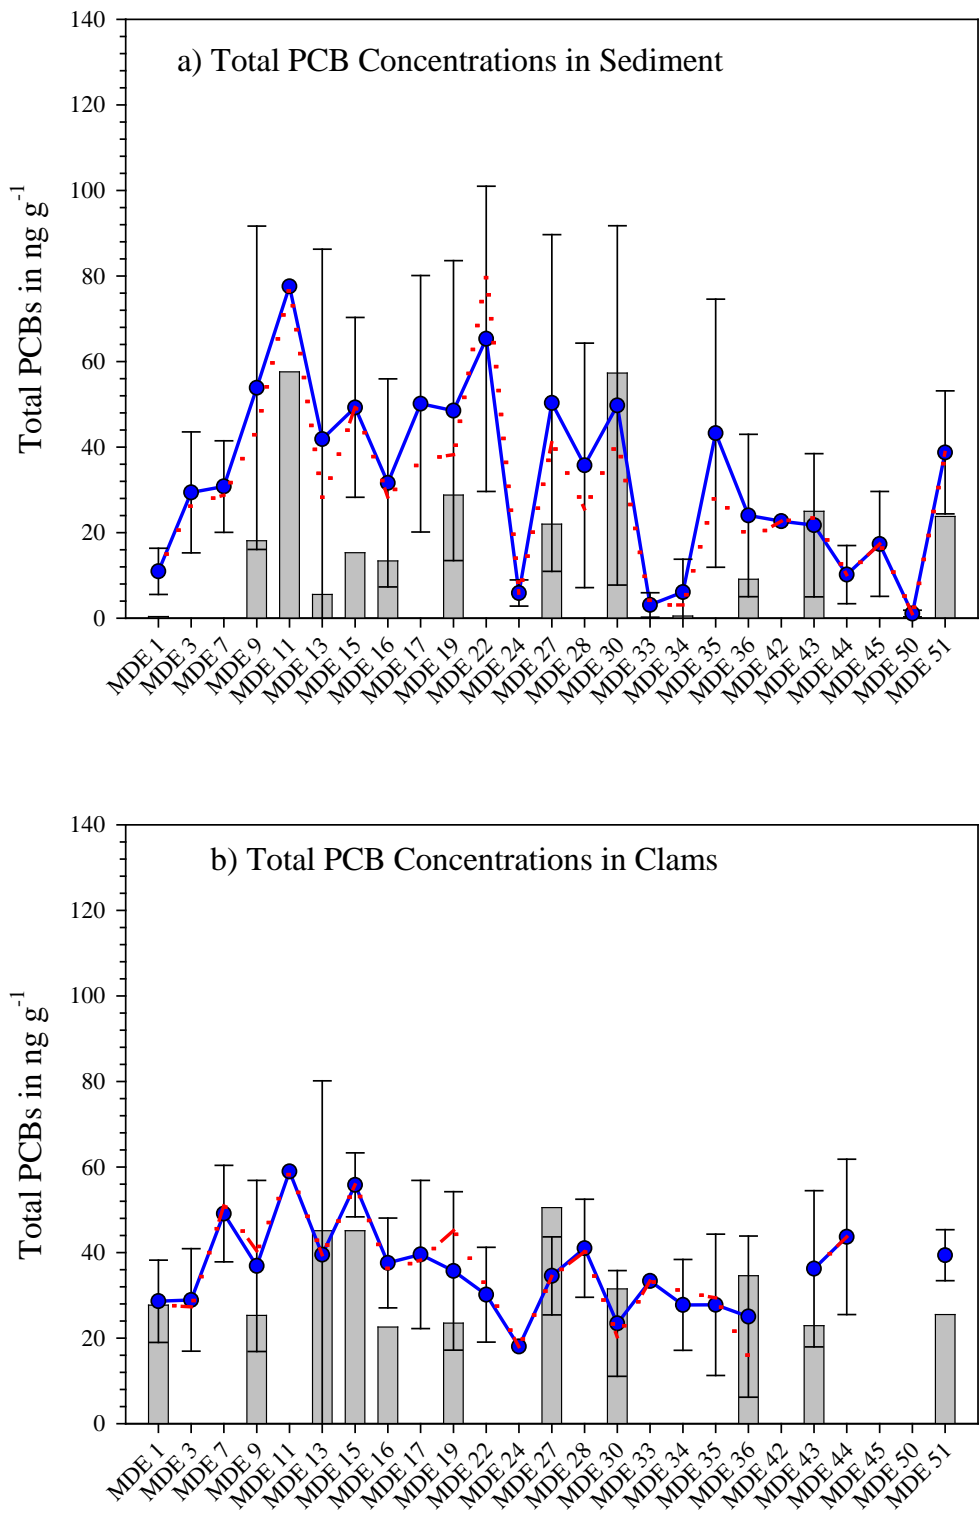 a) Total PCB Concentrations in Sediment
Total PCBs in ng g⁻¹
140
120
100
80
60
40
20
0
MDE 1
MDE 3
MDE 7
MDE 9
MDE 11
MDE 13
MDE 15
MDE 16
MDE 17
MDE 19
MDE 22
MDE 24
MDE 27
MDE 28
MDE 30
MDE 33
MDE 34
MDE 35
MDE 36
MDE 42
MDE 43
MDE 44
MDE 45
MDE 50
MDE 51
b) Total PCB Concentrations in Clams
Total PCBs in ng g⁻¹
140
120
100
80
60
40
20
0
MDE 1
MDE 3
MDE 7
MDE 9
MDE 11
MDE 13
MDE 15
MDE 16
MDE 17
MDE 19
MDE 22
MDE 24
MDE 27
MDE 28
MDE 30
MDE 33
MDE 34
MDE 35
MDE 36
MDE 42
MDE 43
MDE 44
MDE 45
MDE 50
MDE 51